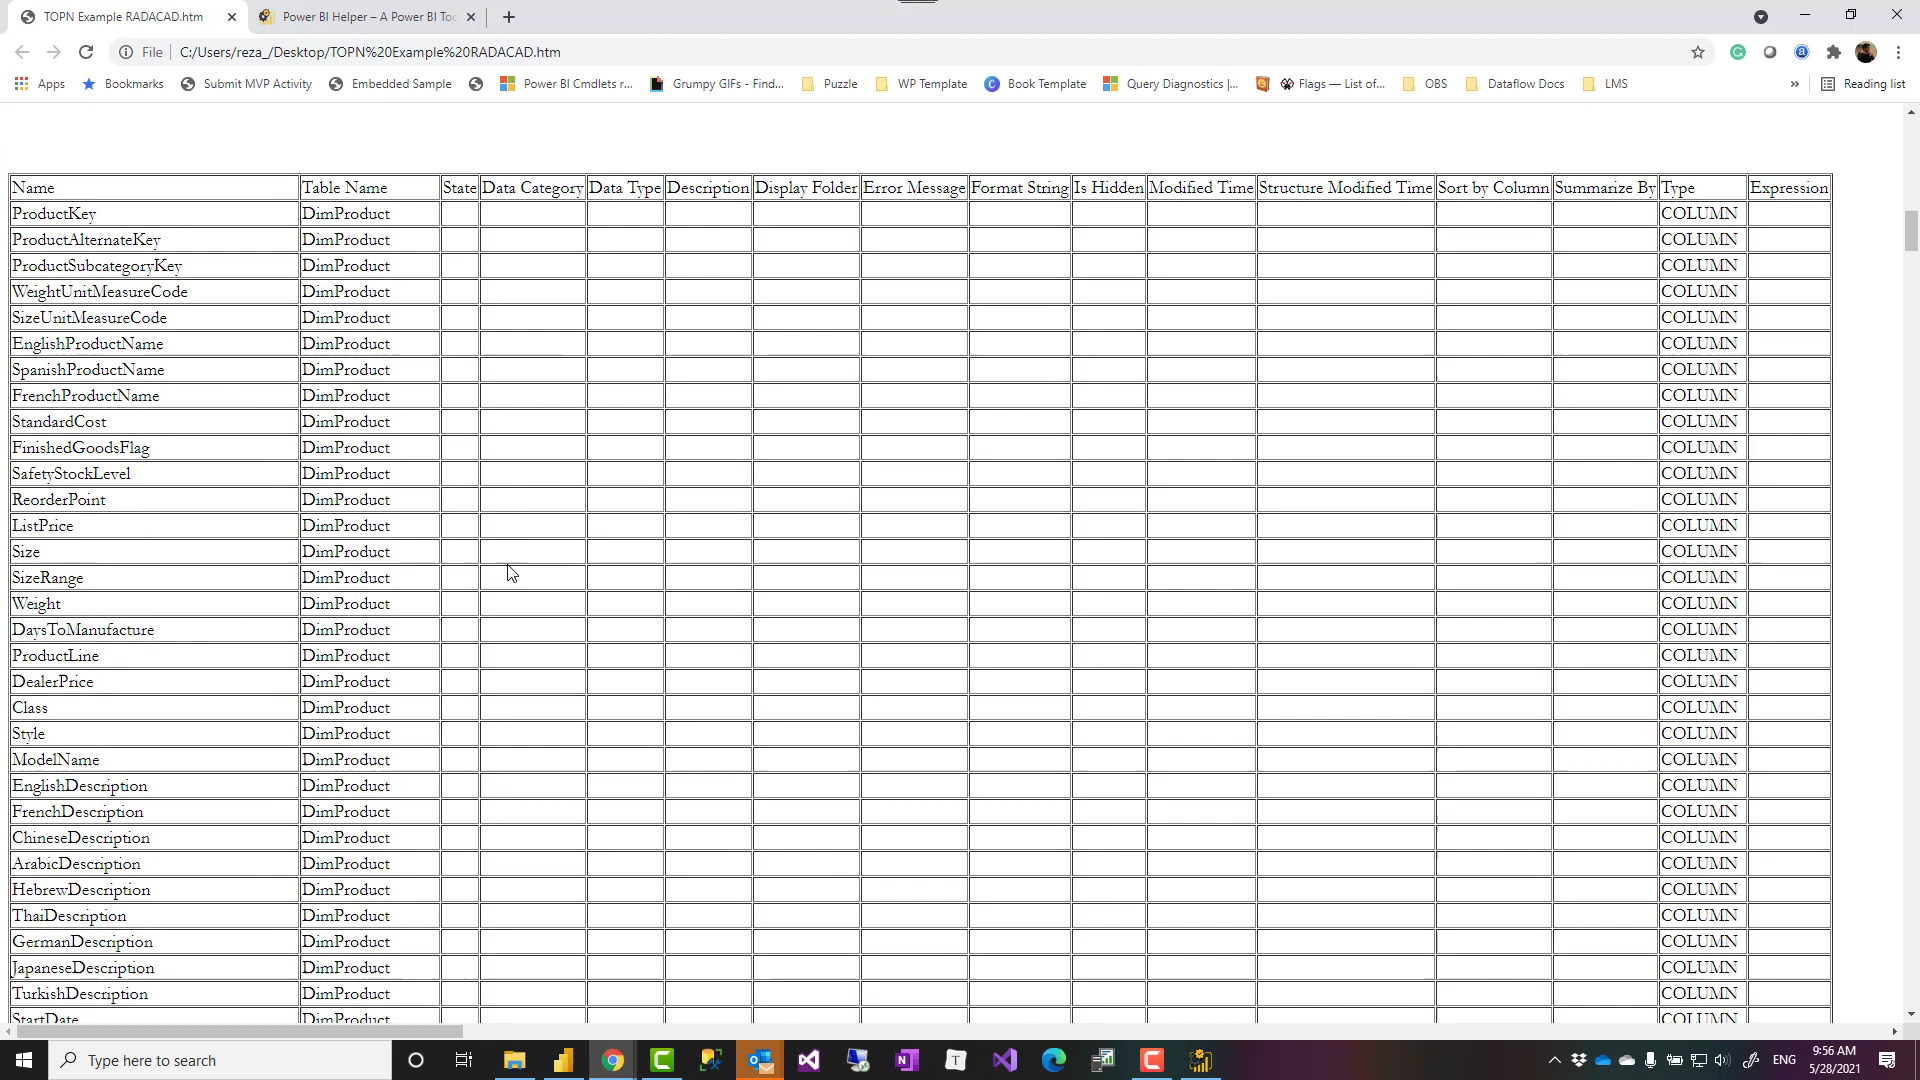 TOPN Example RADACAD.htm
Power BI Helper – A Power BI Too
File C:/Users/reza_/Desktop/TOPN%20Example%20RADACAD.htm
Apps Bookmarks Submit MVP Activity Embedded Sample Power BI Cmdlets r... Grumpy GIFs - Find... Puzzle WP Template Book Template Query Diagnostics |... Flags — List of... OBS Dataflow Docs LMS » Reading list
Name Table Name State Data Category Data Type Description Display Folder Error Message Format String Is Hidden Modified Time Structure Modified Time Sort by Column Summarize By Type Expression
ProductKey DimProduct COLUMN
ProductAlternateKey DimProduct COLUMN
ProductSubcategoryKey DimProduct COLUMN
WeightUnitMeasureCode DimProduct COLUMN
SizeUnitMeasureCode DimProduct COLUMN
EnglishProductName DimProduct COLUMN
SpanishProductName DimProduct COLUMN
FrenchProductName DimProduct COLUMN
StandardCost DimProduct COLUMN
FinishedGoodsFlag DimProduct COLUMN
SafetyStockLevel DimProduct COLUMN
ReorderPoint DimProduct COLUMN
ListPrice DimProduct COLUMN
Size DimProduct COLUMN
SizeRange DimProduct COLUMN
Weight DimProduct COLUMN
DaysToManufacture DimProduct COLUMN
ProductLine DimProduct COLUMN
DealerPrice DimProduct COLUMN
Class DimProduct COLUMN
Style DimProduct COLUMN
ModelName DimProduct COLUMN
EnglishDescription DimProduct COLUMN
FrenchDescription DimProduct COLUMN
ChineseDescription DimProduct COLUMN
ArabicDescription DimProduct COLUMN
HebrewDescription DimProduct COLUMN
ThaiDescription DimProduct COLUMN
GermanDescription DimProduct COLUMN
JapaneseDescription DimProduct COLUMN
TurkishDescription DimProduct COLUMN
StartDate DimProduct COLUMN
Type here to search
ENG
9:56 AM
5/28/2021